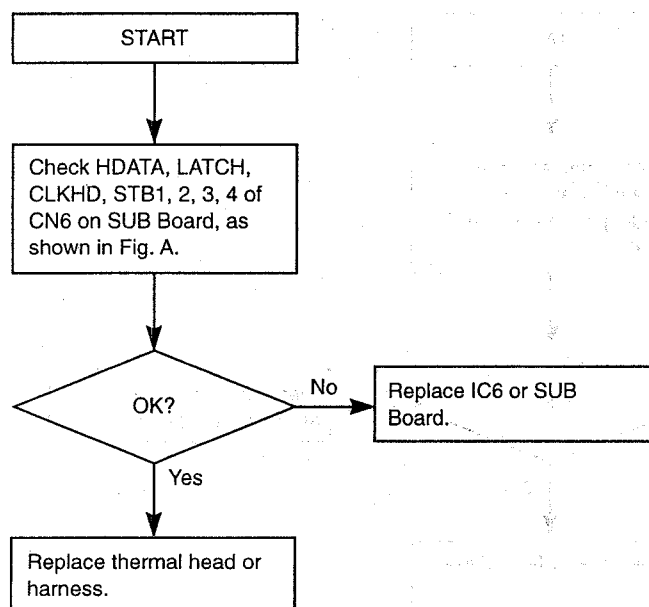 START
Check HDATA, LATCH,
CLKHD, STB1, 2, 3, 4 of
CN6 on SUB Board, as
shown in Fig. A.
OK?
No
Replace IC6 or SUB
Board.
Yes
Replace thermal head or
harness.